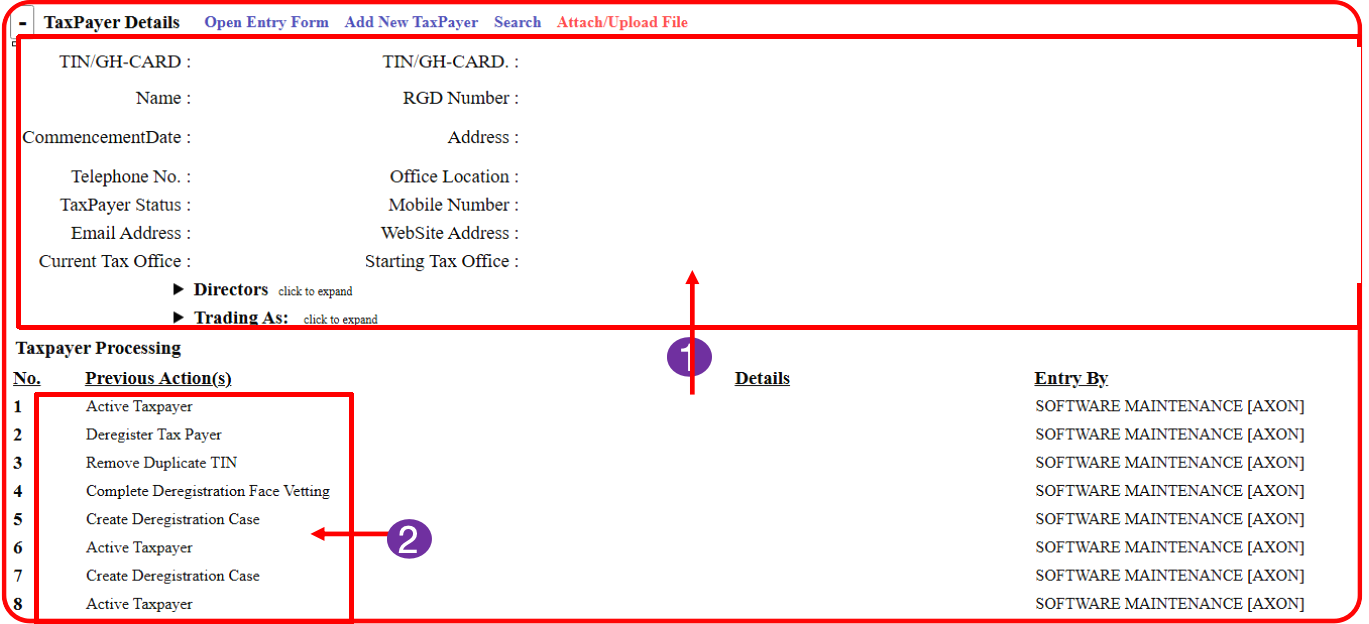 - TaxPayer Details Open Entry Form Add New TaxPayer Search Attach/Upload File
TIN/GH-CARD : TIN/GH-CARD. :
Name : RGD Number :
CommencementDate : Address :
Telephone No. : Office Location :
TaxPayer Status : Mobile Number :
Email Address : WebSite Address :
Current Tax Office : Starting Tax Office :
Directors click to expand
Trading As: click to expand
Taxpayer Processing
1
No. Previous Action(s) Details Entry By
1 Active Taxpayer SOFTWARE MAINTENANCE [AXON]
2 Deregister Tax Payer SOFTWARE MAINTENANCE [AXON]
3 Remove Duplicate TIN SOFTWARE MAINTENANCE [AXON]
4 Complete Deregistration Face Vetting SOFTWARE MAINTENANCE [AXON]
5 Create Deregistration Case SOFTWARE MAINTENANCE [AXON]
2
6 Active Taxpayer SOFTWARE MAINTENANCE [AXON]
7 Create Deregistration Case SOFTWARE MAINTENANCE [AXON]
8 Active Taxpayer SOFTWARE MAINTENANCE [AXON]